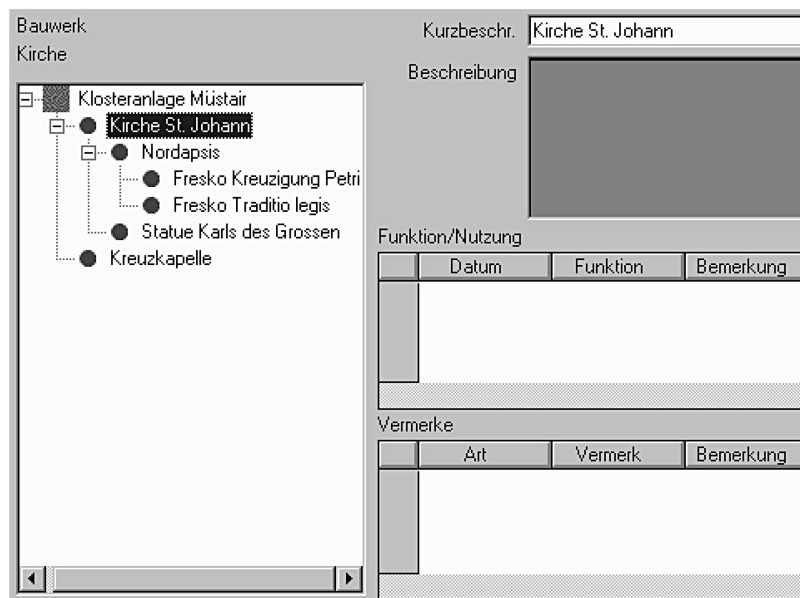 Bauwerk
Kirche
Klosteranlage Müstair
Kirche St. Johann
Nordapsis
Fresko Kreuzigung Petri
Fresko Traditio legis
Statue Karls des Grossen
Kreuzkapelle
Kurzbeschr. Kirche St. Johann
Beschreibung
Funktion/Nutzung
Datum Funktion Bemerkung
Vermerke
Art Vermerk Bemerkung